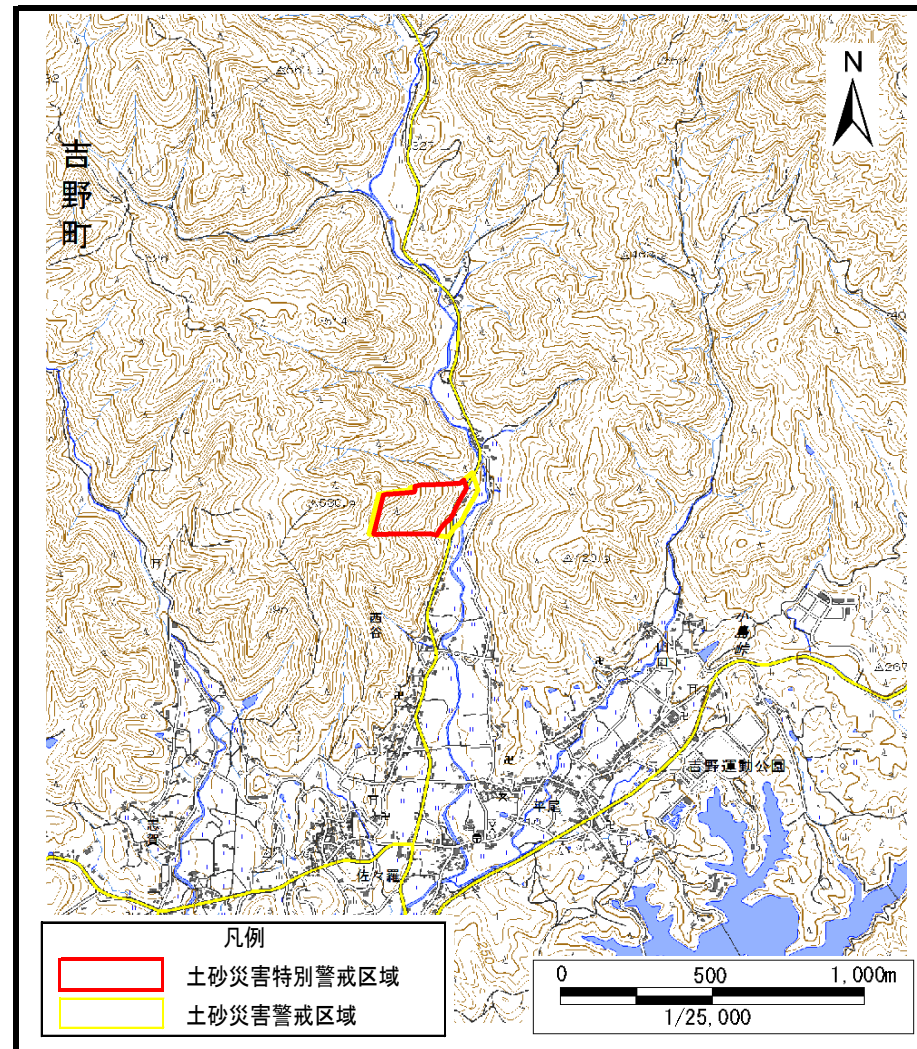 吉野町
N
西谷
山口
小島峠
吉野運動公園
平尾
志賀
佐々羅
凡例
土砂災害特別警戒区域
土砂災害警戒区域
0 500 1,000m
1/25,000